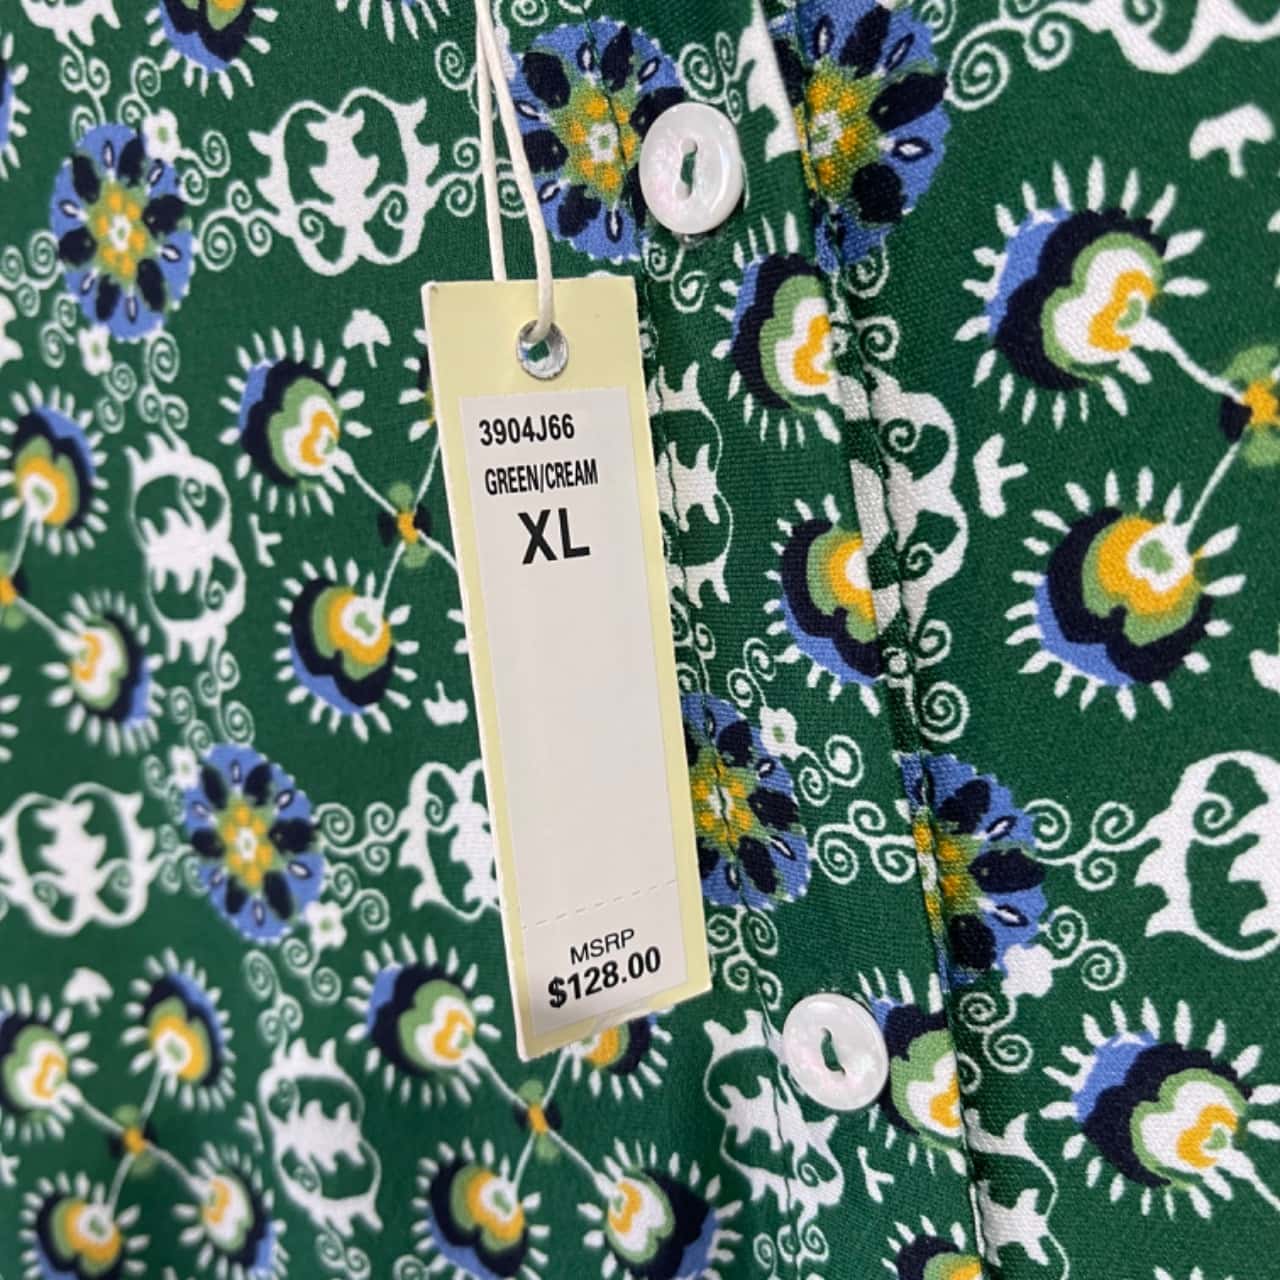 3904J66
GREEN/CREAM
XL
MSRP
$128.00